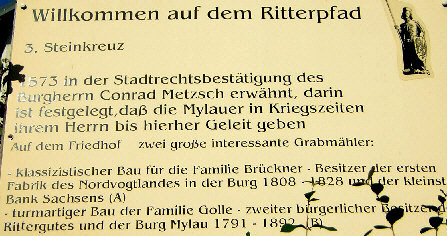 Willkommen auf dem Ritterpfad
3. Steinkreuz
1573 in der Stadtrechtsbestätigung des
Burgherrn Conrad Metzsch erwähnt, darin
ist festgelegt,daß die Mylauer in Kriegszeiten
ihrem Herrn bis hierher Geleit geben
Auf dem Friedhof zwei große interessante Grabmähler:
- klassizistischer Bau für die Familie Brückner - Besitzer der ersten
Fabrik des Nordvogtlandes in der Burg 1808 - 1828 und der kleinst
Bank Sachsens (A)
- turmartiger Bau der Familie Golle - zweiter bürgerlicher Besitzer d
Rittergutes und der Burg Mylau 1791 - 1892 (B)